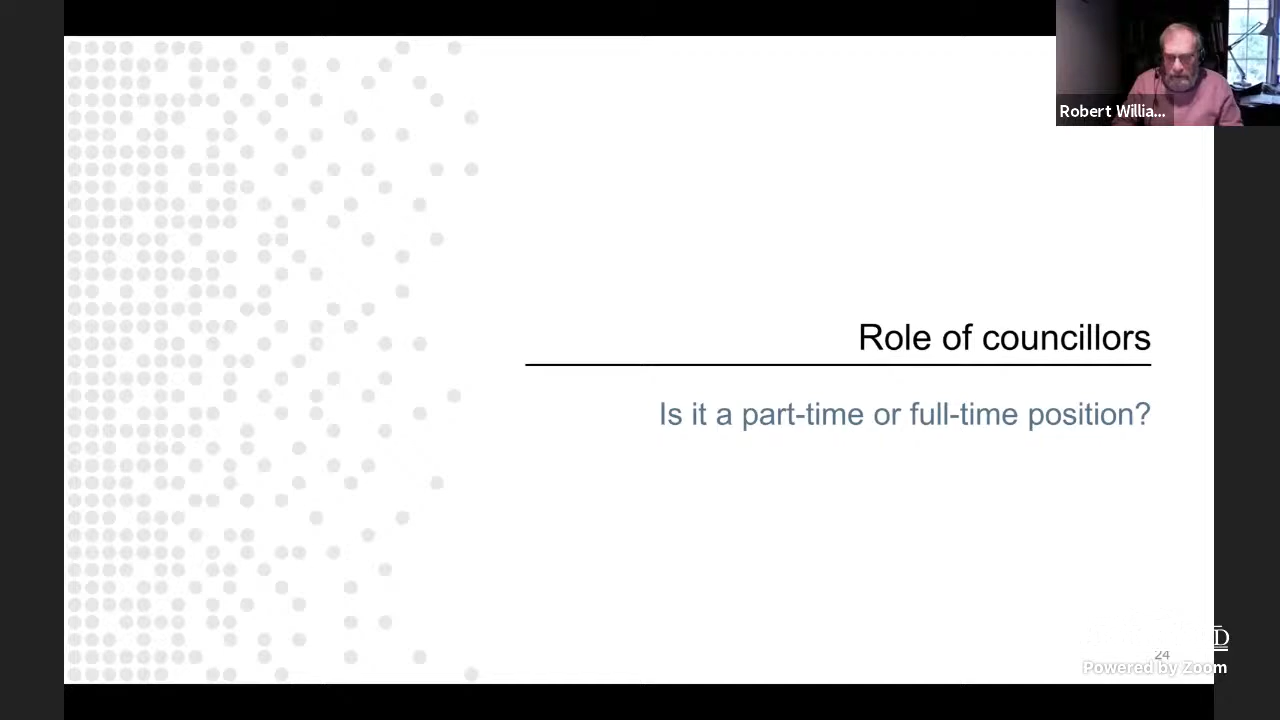 Robert Willia...
Role of councillors
Is it a part-time or full-time position?
24
Powered by Zoom